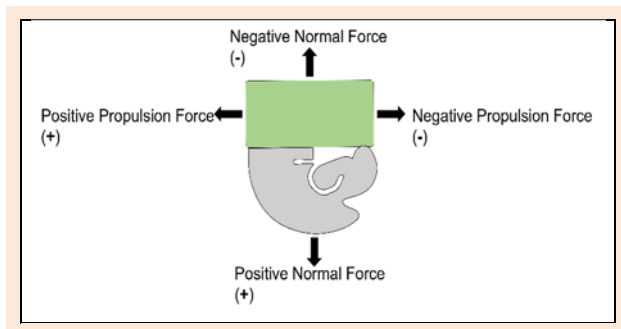 Negative Normal Force
(-)
Positive Propulsion Force
(+)
Negative Propulsion Force
(-)
Positive Normal Force
(+)